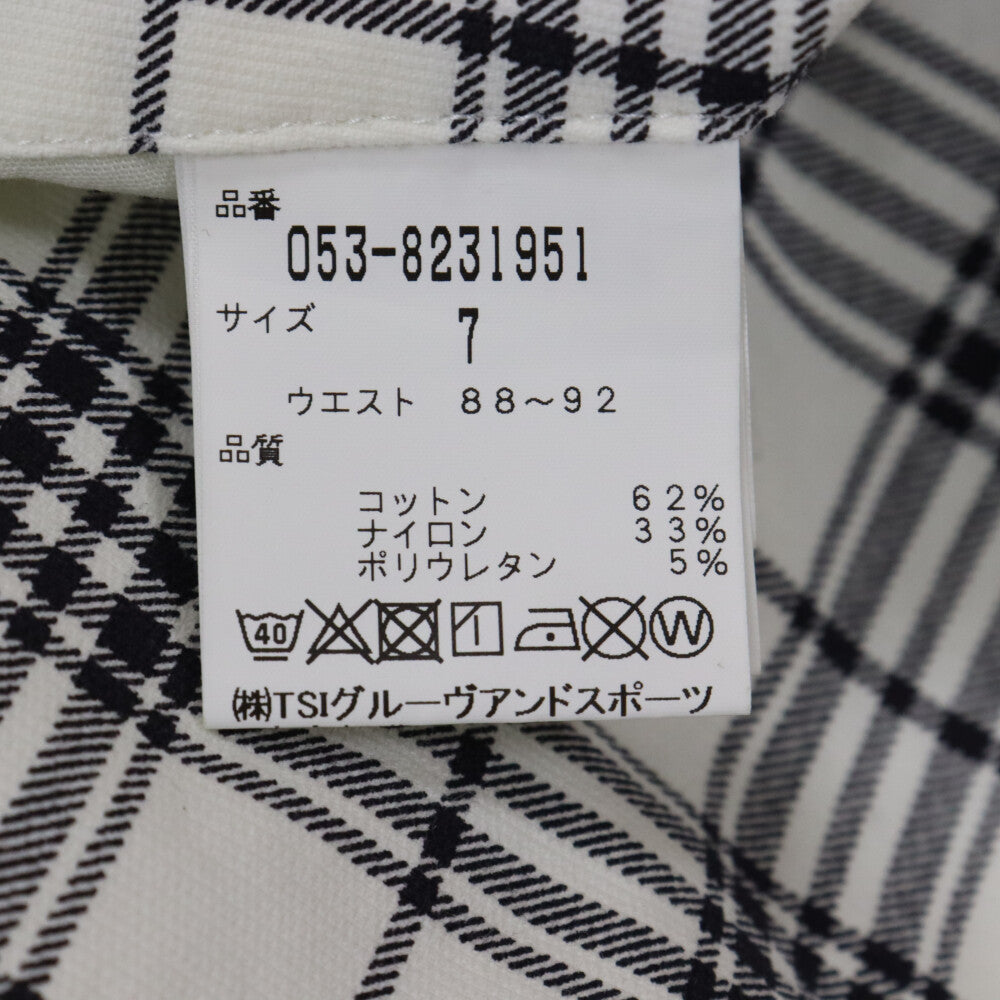 品番
053-8231951
サイズ 7
ウエスト 88～92
品質
コットン 62%
ナイロン 33%
ポリウレタン 5%
40 W
㈱TSIグルーヴアンドスポーツ